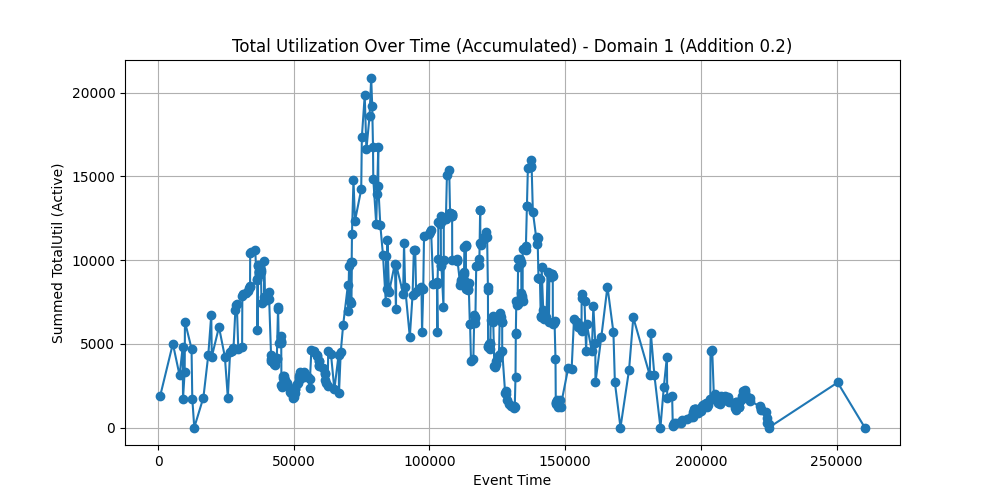 Total Utilization Over Time (Accumulated) - Domain 1 (Addition 0.2)
Summed TotalUtil (Active)
20000
15000
10000
5000
0
0 50000 100000 150000 200000 250000
Event Time